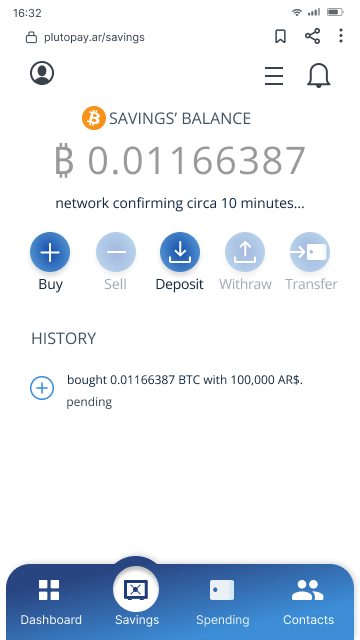 16:32
plutopay.ar/savings
SAVINGS’ BALANCE
฿ 0.01166387
network confirming circa 10 minutes...
Buy Sell Deposit Withraw Transfer
HISTORY
bought 0.01166387 BTC with 100,000 AR$.
pending
Dashboard Savings Spending Contacts